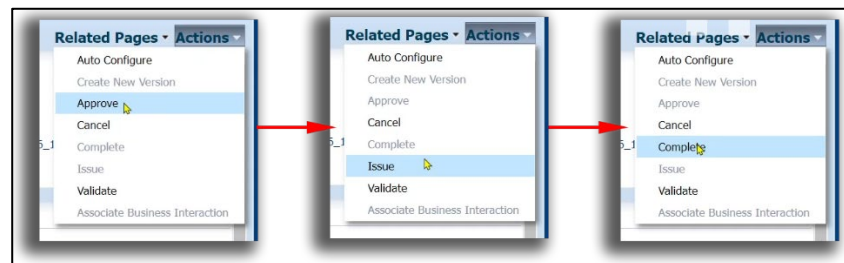 Related Pages Actions
Auto Configure
Create New Version
Approve
Cancel
Complete
Issue
Validate
Associate Business Interaction
Related Pages Actions
Auto Configure
Create New Version
Approve
Cancel
Complete
Issue
Validate
Associate Business Interaction
Related Pages Actions
Auto Configure
Create New Version
Approve
Cancel
Complete
Issue
Validate
Associate Business Interaction